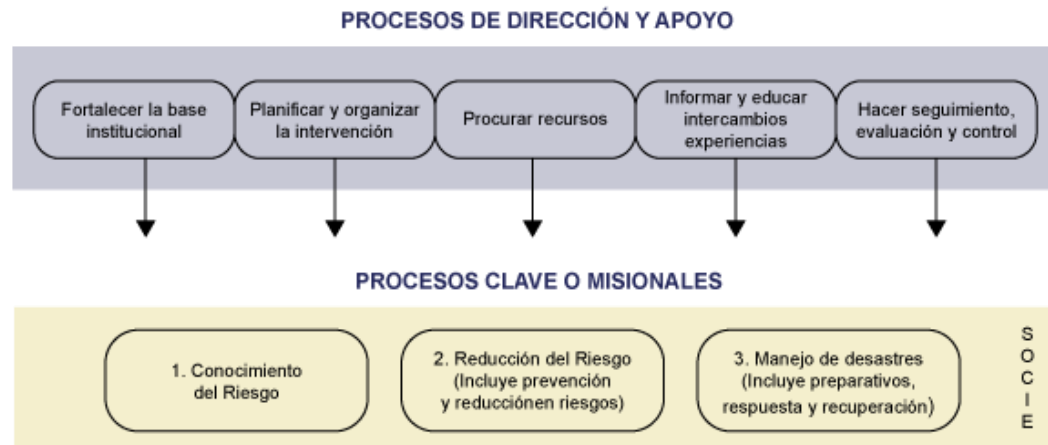 PROCESOS DE DIRECCIÓN Y APOYO
Fortalecer la base
institucional
Planificar y organizar
la intervención
Procurar recursos
Informar y educar
intercambios
experiencias
Hacer seguimiento,
evaluación y control
PROCESOS CLAVE O MISIONALES
1. Conocimiento
del Riesgo
2. Reducción del Riesgo
(Incluye prevención
y reducciónen riesgos)
3. Manejo de desastres
(Incluye preparativos,
respuesta y recuperación)
S
O
C
I
E